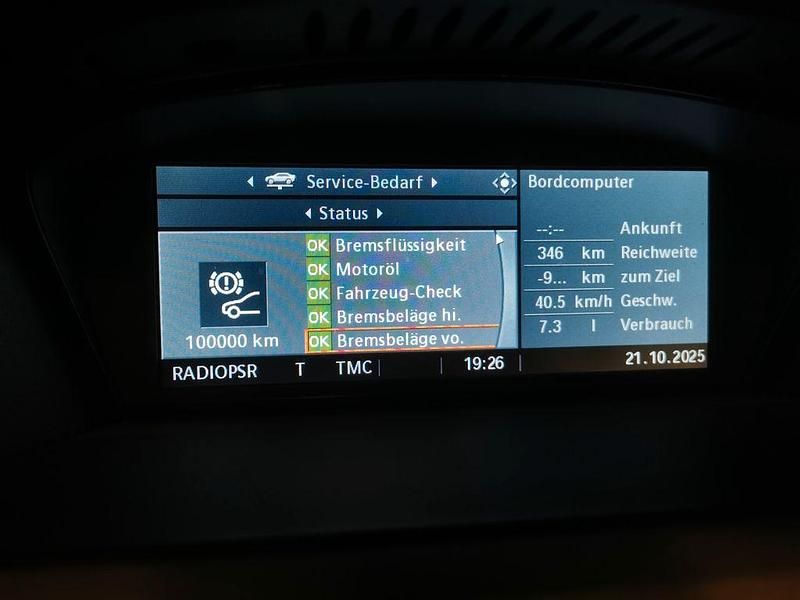 Service-Bedarf
Status
OK Bremsflüssigkeit
OK Motoröl
OK Fahrzeug-Check
OK Bremsbeläge hi.
OK Bremsbeläge vo.
100000 km
Bordcomputer
--:-- Ankunft
346 km Reichweite
-9... km zum Ziel
40.5 km/h Geschw.
7.3 l Verbrauch
RADIOPSR T TMC 19:26 21.10.2025